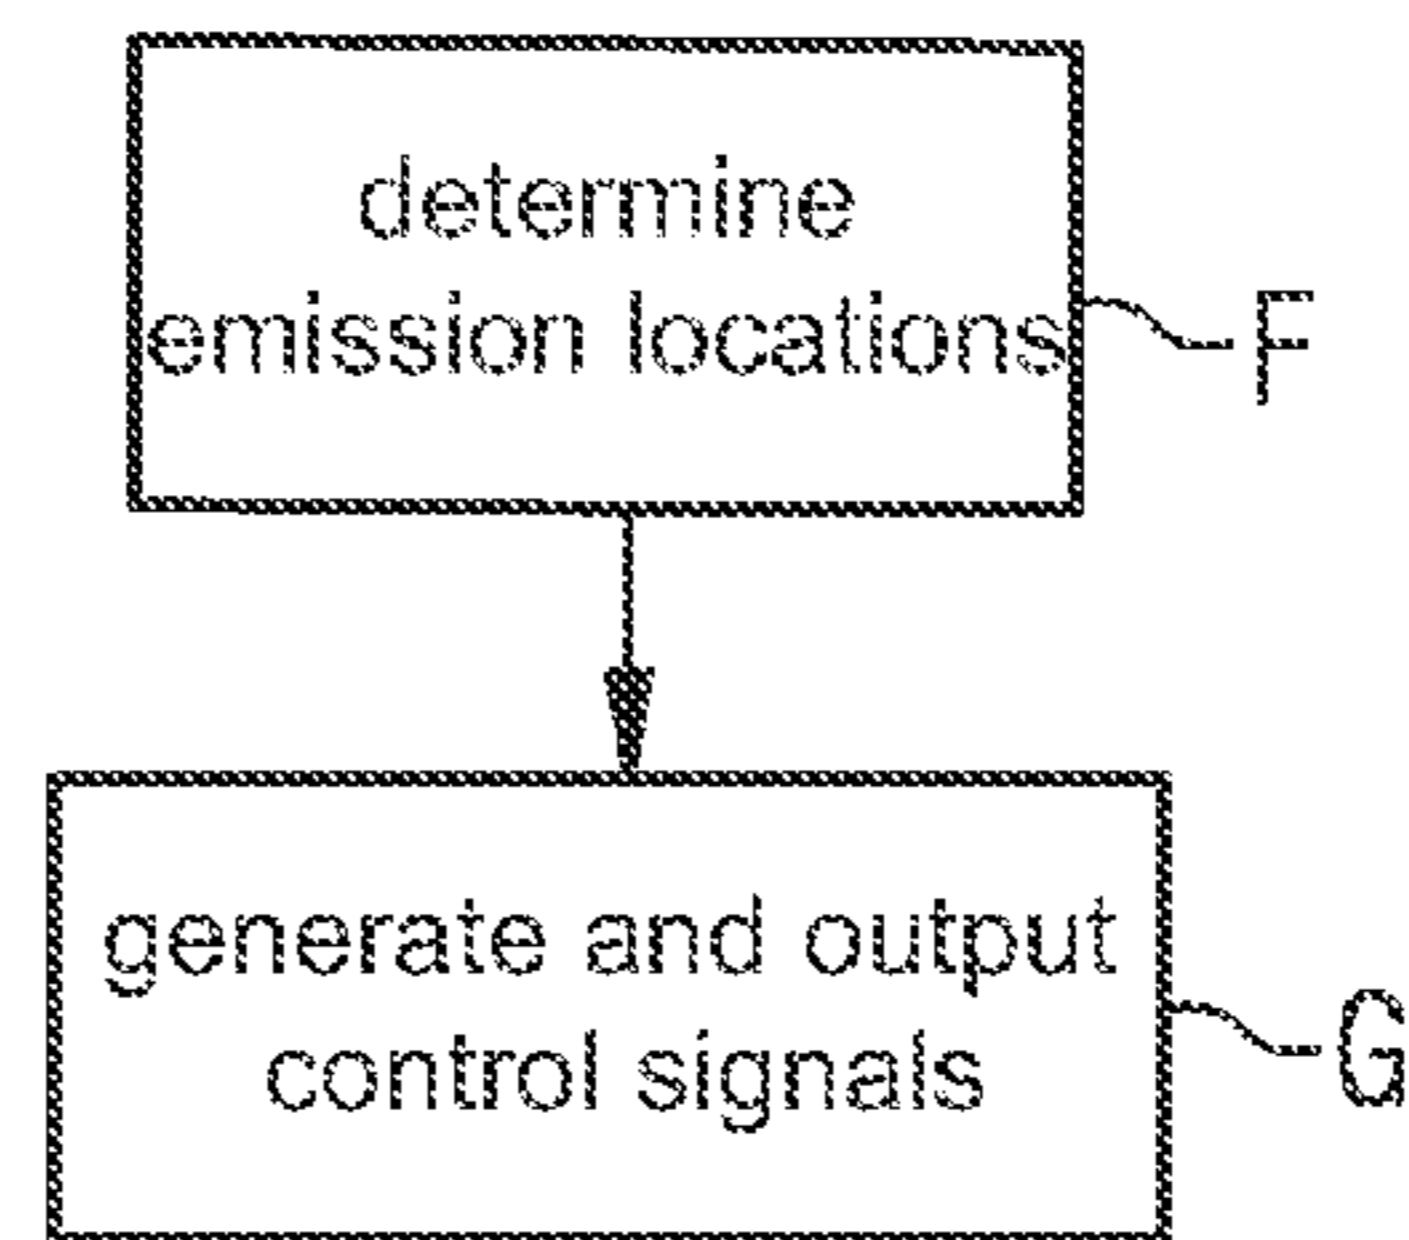 determine
emission locations
F
generate and output
control signals
G